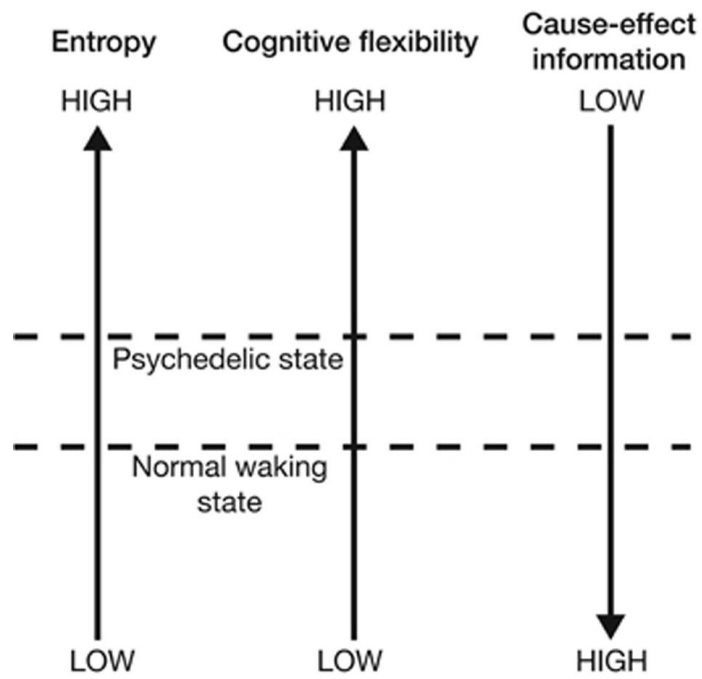 Entropy
Cognitive flexibility
Cause-effect
information
HIGH
HIGH
LOW
Psychedelic state
Normal waking
state
LOW
LOW
HIGH